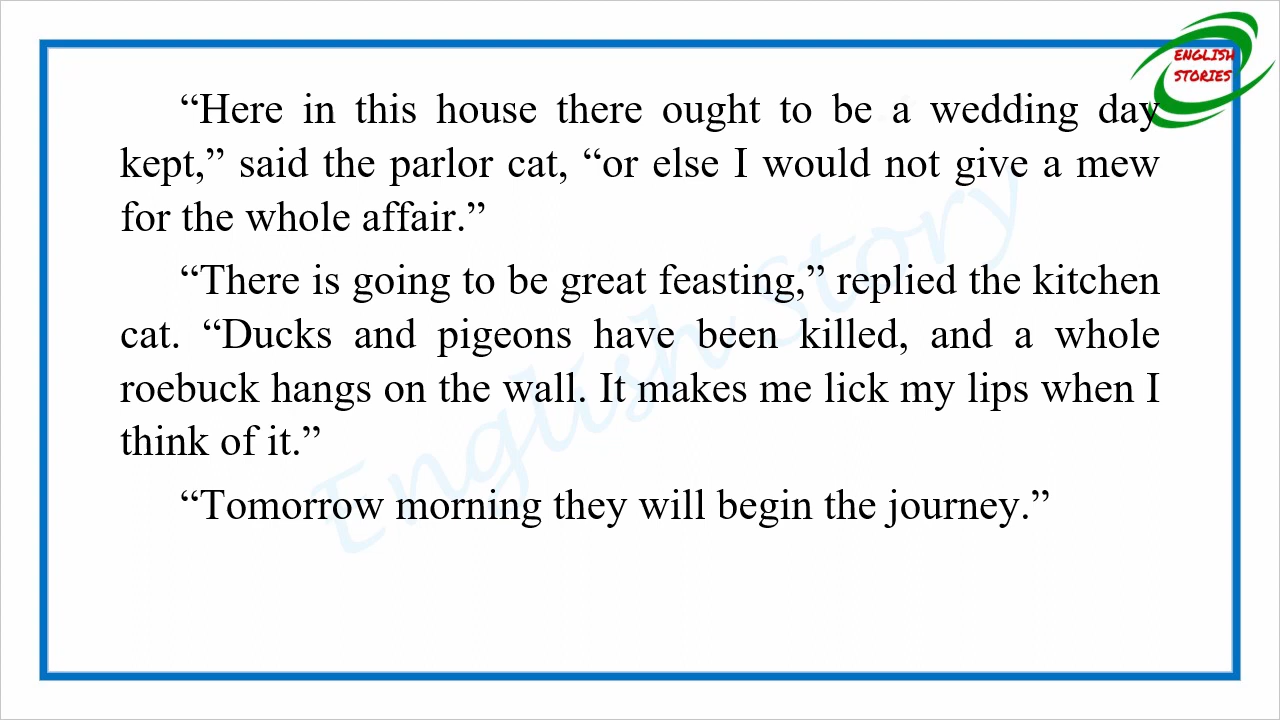 ENGLISH
STORIES
“Here in this house there ought to be a wedding day
kept,” said the parlor cat, “or else I would not give a mew
for the whole affair.”
“There is going to be great feasting,” replied the kitchen
cat. “Ducks and pigeons have been killed, and a whole
roebuck hangs on the wall. It makes me lick my lips when I
think of it.”
“Tomorrow morning they will begin the journey.”
English Story